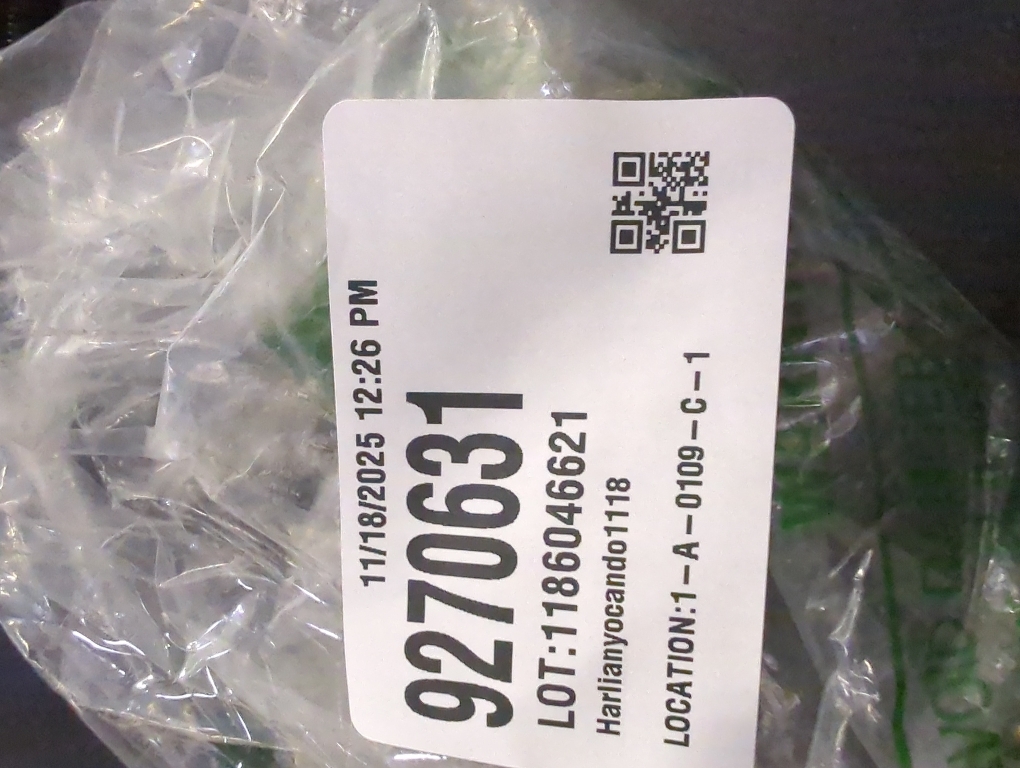 11/18/2025 12:26 PM
9270631
LOT:1186046621
Harlianyocando1118
LOCATION:1-A-0109-C-1